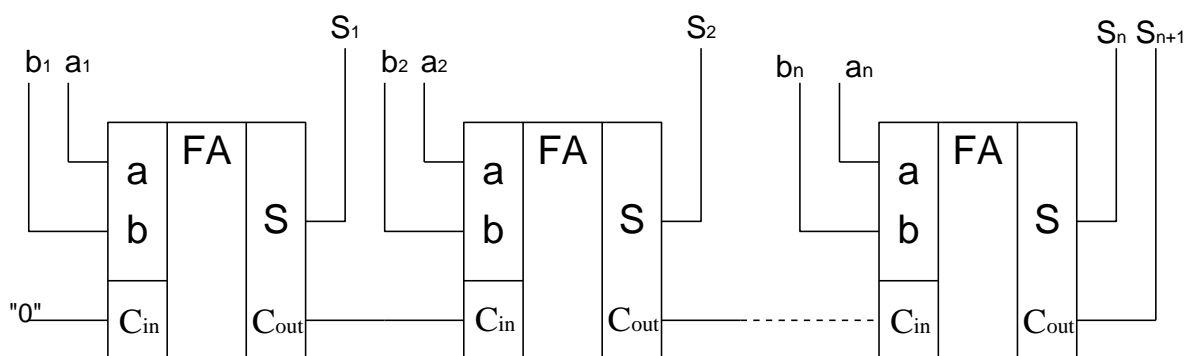 S1 S2 Sn Sn+1
b1 a1 b2 a2 bn an
FA FA FA
a a a
b S b S b S
"0" Cin Cout Cin Cout Cin Cout